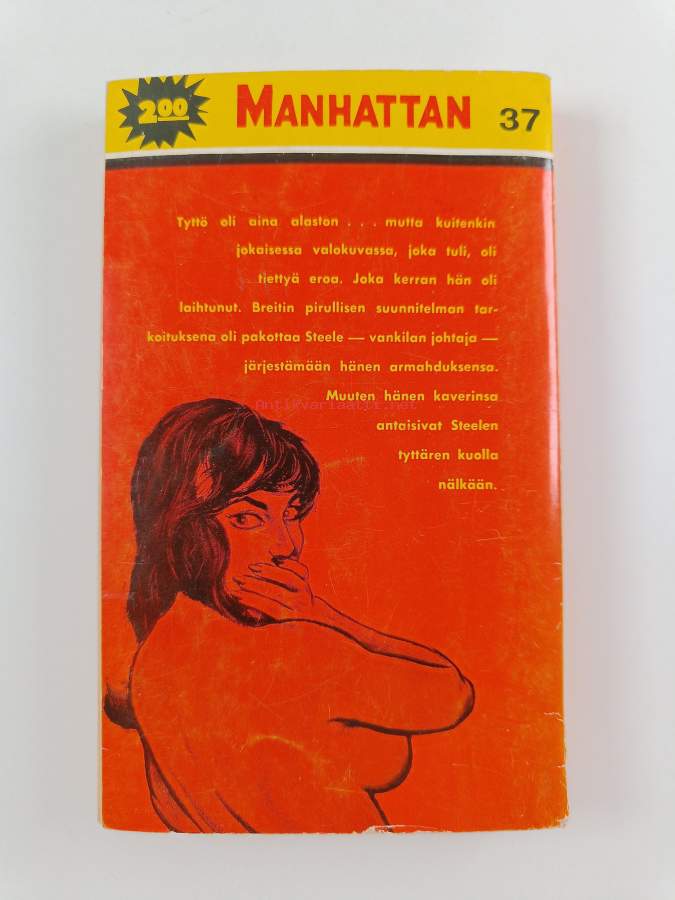 2.00 MANHATTAN 37
Tyttö oli aina alaston . . . mutta kuitenkin
jokaisessa valokuvassa, joka tuli, oli
tiettyä eroa. Joka kerran hän oli
laihtunut. Breitin pirullisen suunnitelman tar-
koituksena oli pakottaa Steele — vankilan johtaja —
järjestämään hänen armahduksensa.
Muuten hänen kaverinsa
antaisivat Steelen
tyttären kuolla
nälkään.
Antikvariaatti.net